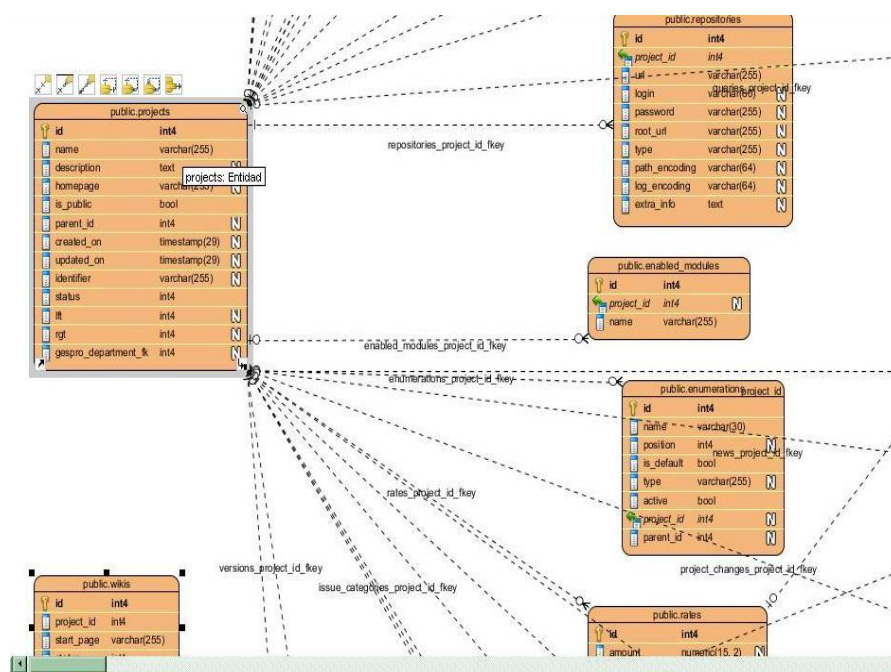 public.repositories
id int4
project_id int4
url varchar(255)
login varchar(60) N
queries_project_id_fkey
password varchar(255) N
root_url varchar(255) N
type varchar(255) N
path_encoding varchar(64) N
log_encoding varchar(64) N
extra_info text N
public.projects
id int4
name varchar(255)
description text N
projects: Entidad
homepage varchar(255) N
is_public bool
parent_id int4 N
created_on timestamp(29) N
updated_on timestamp(29) N
identifier varchar(255) N
status int4
lft int4 N
rgt int4 N
gespro_department_fk int4 N
repositories_project_id_fkey
public.enabled_modules
id int4
project_id int4 N
name varchar(255)
enabled_modules_project_id_fkey
enumerations_project_id_fkey
public.enumerations
project_id
id int4
name varchar(30)
position int4 N
news_project_id_fkey
is_default bool
type varchar(255) N
active bool
project_id int4 N
parent_id int4 N
rates_project_id_fkey
versions_project_id_fkey
issue_categories_project_id_fkey
project_changes_project_id_fkey
public.wikis
id int4
project_id int4
start_page varchar(255)
public.rates
id int4
amount numeric(15, 2) N